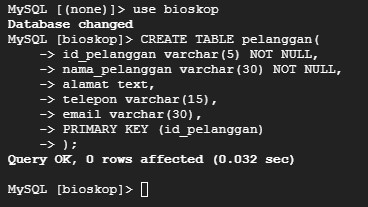 MySQL [(none)]> use bioskop
Database changed
MySQL [bioskop]> CREATE TABLE pelanggan(
    -> id_pelanggan varchar(5) NOT NULL,
    -> nama_pelanggan varchar(30) NOT NULL,
    -> alamat text,
    -> telepon varchar(15),
    -> email varchar(30),
    -> PRIMARY KEY (id_pelanggan)
    -> );
Query OK, 0 rows affected (0.032 sec)
MySQL [bioskop]>